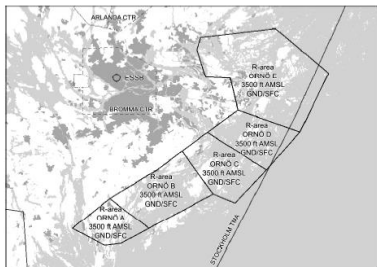 ARLANDA CTR
ESSB
BROMMA CTR
R-area
ORNÖ E
3500 ft AMSL
GND/SFC
R-area
ORNÖ D
3500 ft AMSL
GND/SFC
R-area
ORNÖ C
3500 ft AMSL
GND/SFC
R-area
ORNÖ B
3500 ft AMSL
GND/SFC
R-area
ORNÖ A
3500 ft AMSL
GND/SFC
STOCKHOLM TMA